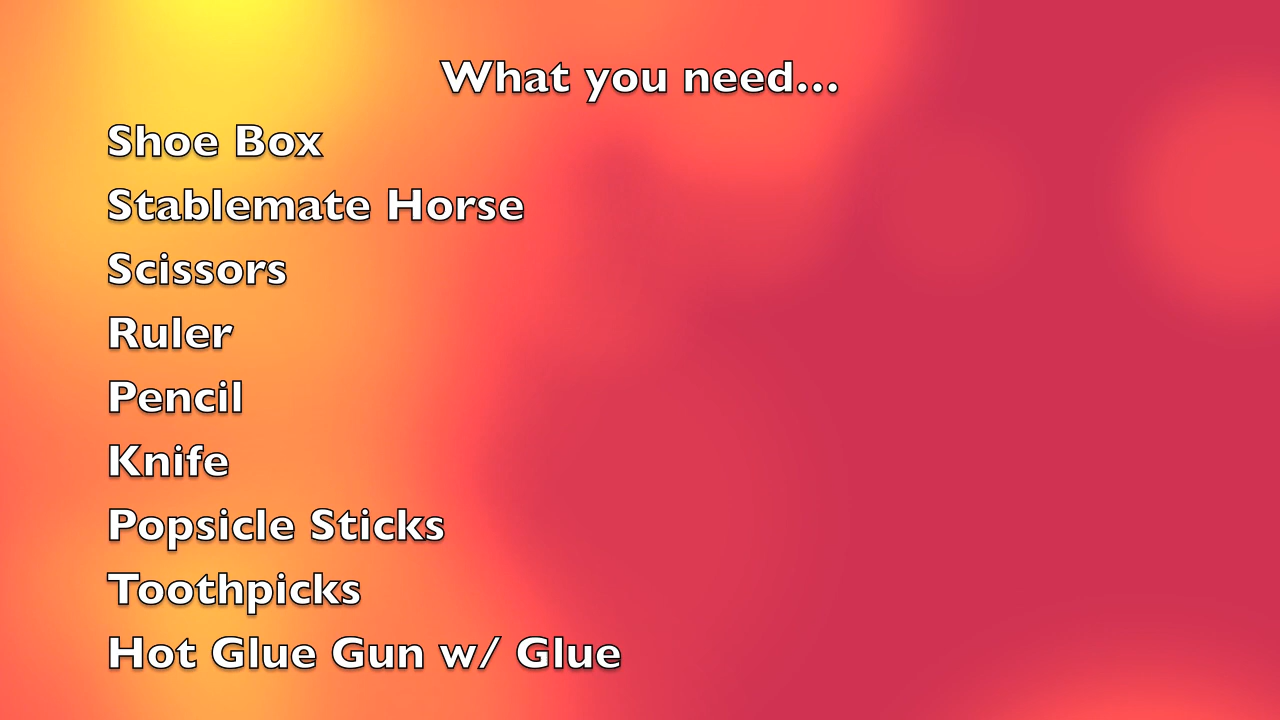 What you need...
Shoe Box
Stablemate Horse
Scissors
Ruler
Pencil
Knife
Popsicle Sticks
Toothpicks
Hot Glue Gun w/ Glue